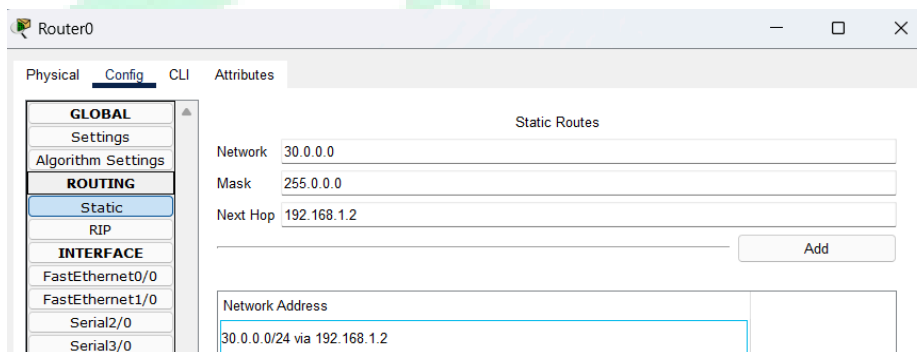 Router0
Physical Config CLI Attributes
GLOBAL
Settings
Algorithm Settings
ROUTING
Static
RIP
INTERFACE
FastEthernet0/0
FastEthernet1/0
Serial2/0
Serial3/0
Static Routes
Network 30.0.0.0
Mask 255.0.0.0
Next Hop 192.168.1.2
Add
Network Address
30.0.0.0/24 via 192.168.1.2